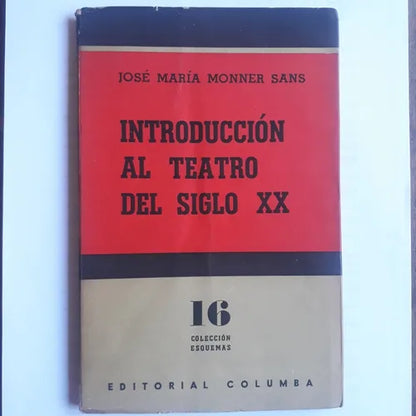 JOSÉ MARÍA MONNER SANS
INTRODUCCIÓN
AL TEATRO
DEL SIGLO XX
16
COLECCIÓN
ESQUEMAS
EDITORIAL COLUMBA